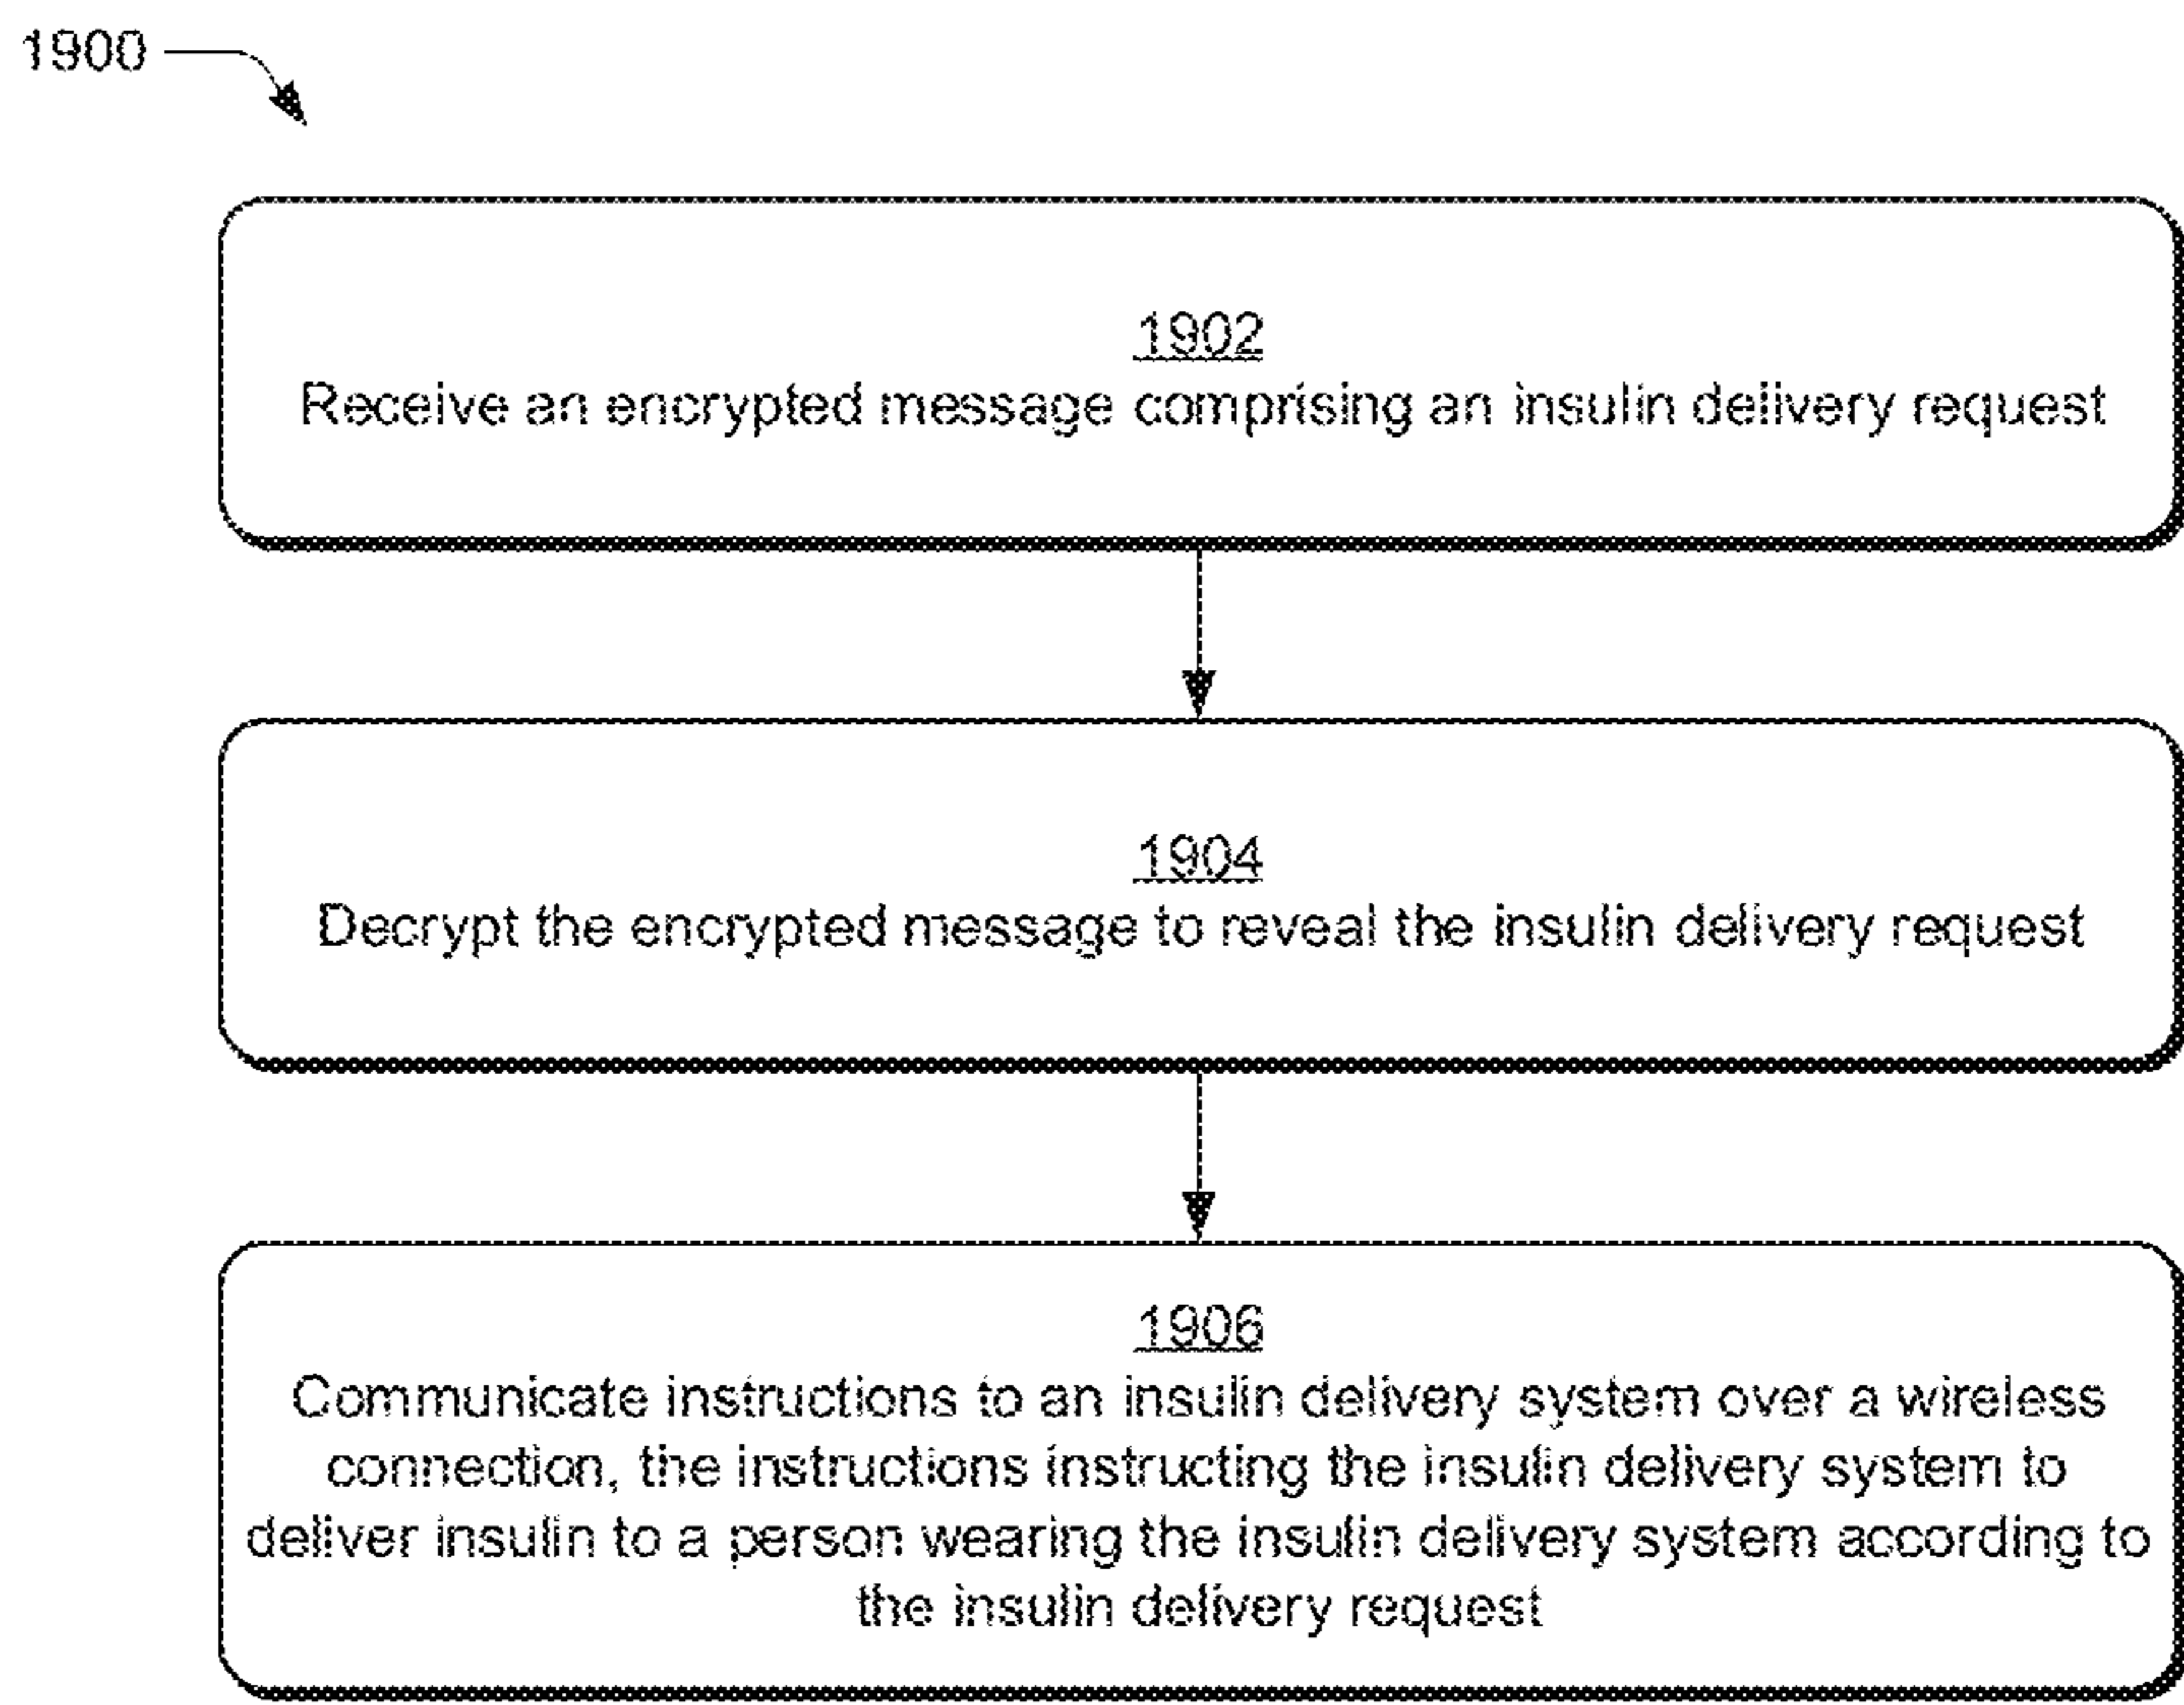 1900
1902
Receive an encrypted message comprising an insulin delivery request
1904
Decrypt the encrypted message to reveal the insulin delivery request
1906
Communicate instructions to an insulin delivery system over a wireless
connection, the instructions instructing the insulin delivery system to
deliver insulin to a person wearing the insulin delivery system according to
the insulin delivery request